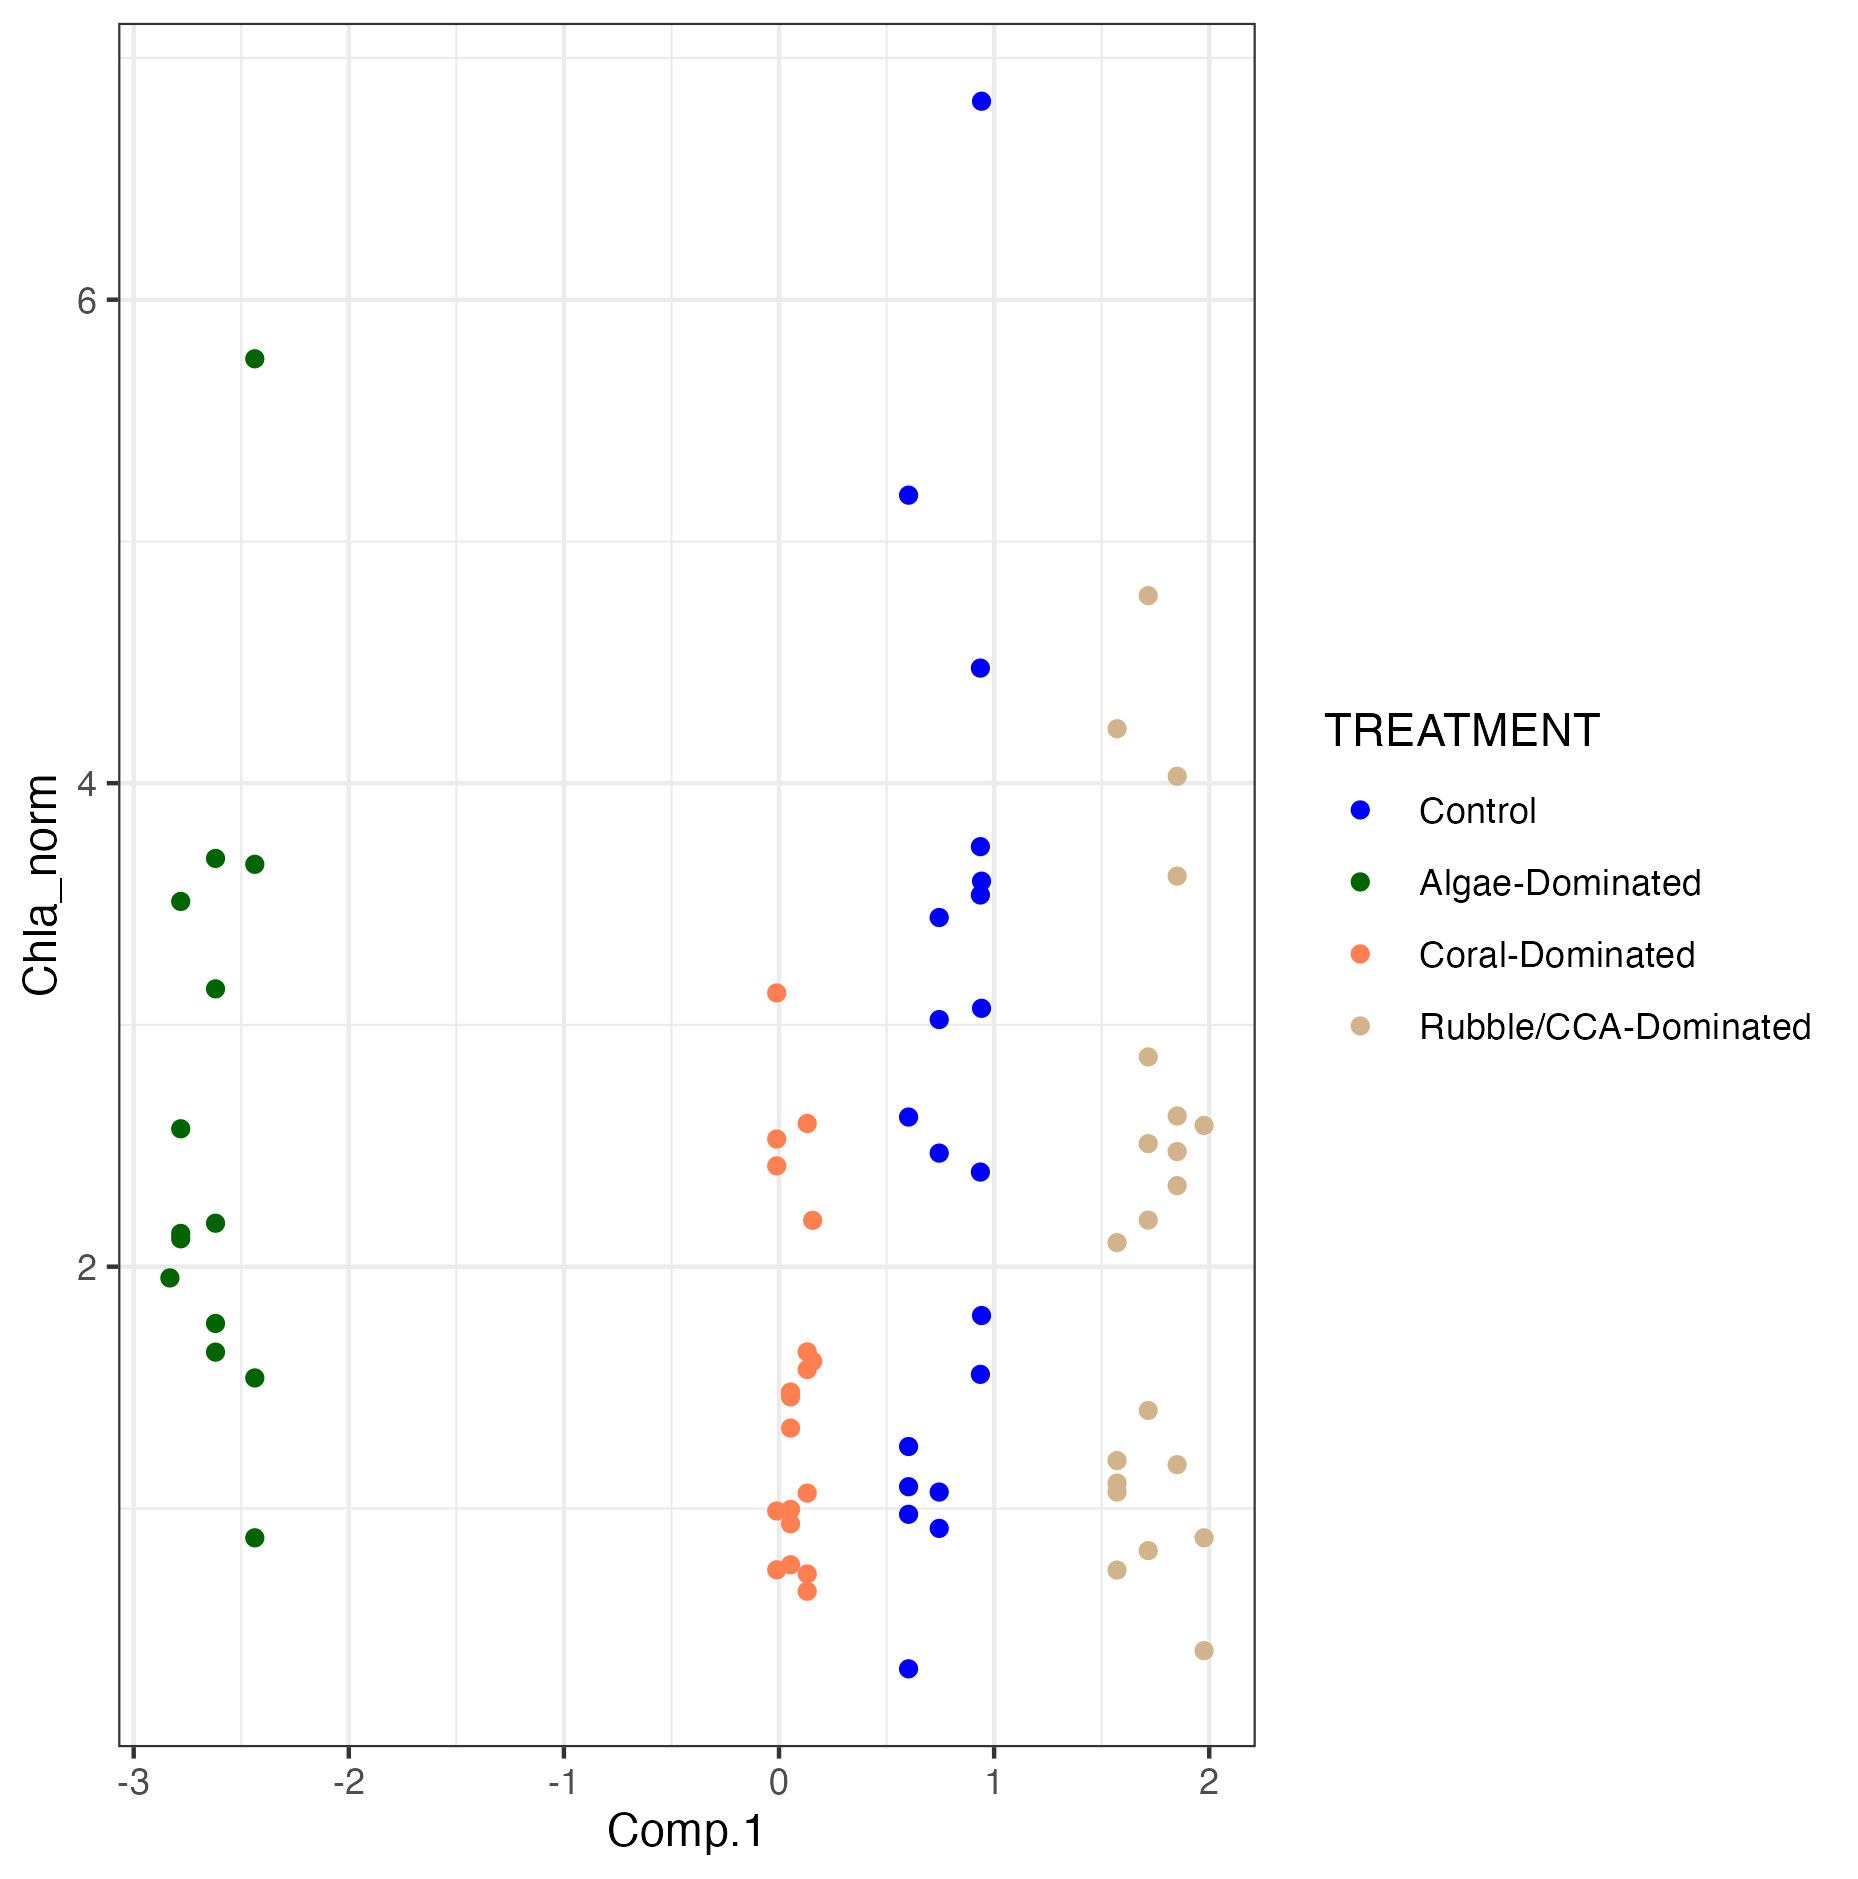 Chla_norm
6
4
2
-3 -2 -1 0 1 2
Comp.1
TREATMENT
Control
Algae-Dominated
Coral-Dominated
Rubble/CCA-Dominated